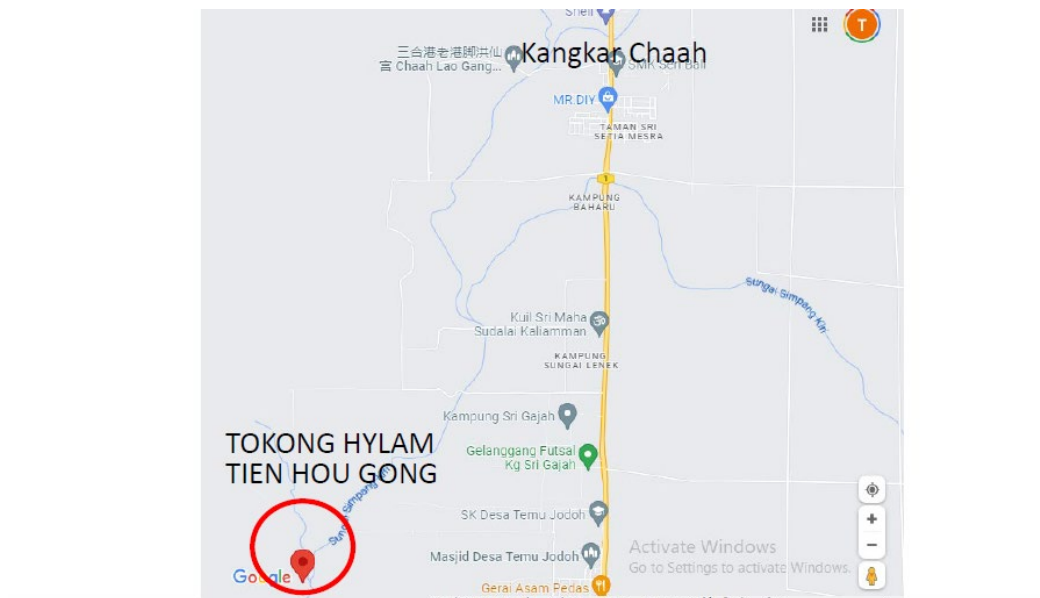 Shell
T
三合港老港脚洪仙
宫 Chaah Lao Gang...
Kangkar Chaah
SMK Seri Bali
MR.DIY
TAMAN SRI
SETIA MESRA
1
KAMPUNG
BAHARU
Sungai Simpang Kiri
Kuil Sri Maha
Sudalai Kaliamman
KAMPUNG
SUNGAI LENEK
Kampung Sri Gajah
TOKONG HYLAM
TIEN HOU GONG
Gelanggang Futsal
Kg Sri Gajah
Sungai Simpang Kiri
SK Desa Temu Jodoh
Masjid Desa Temu Jodoh
Activate Windows
Go to Settings to activate Windows.
Google
Gerai Asam Pedas